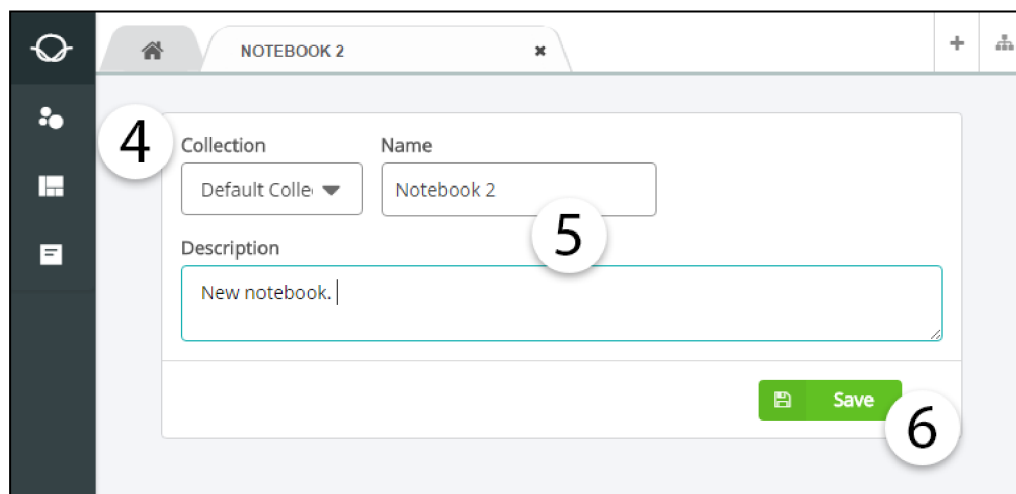 NOTEBOOK 2
4
Collection Name
Default Colle
Notebook 2
5
Description
New notebook.
Save
6